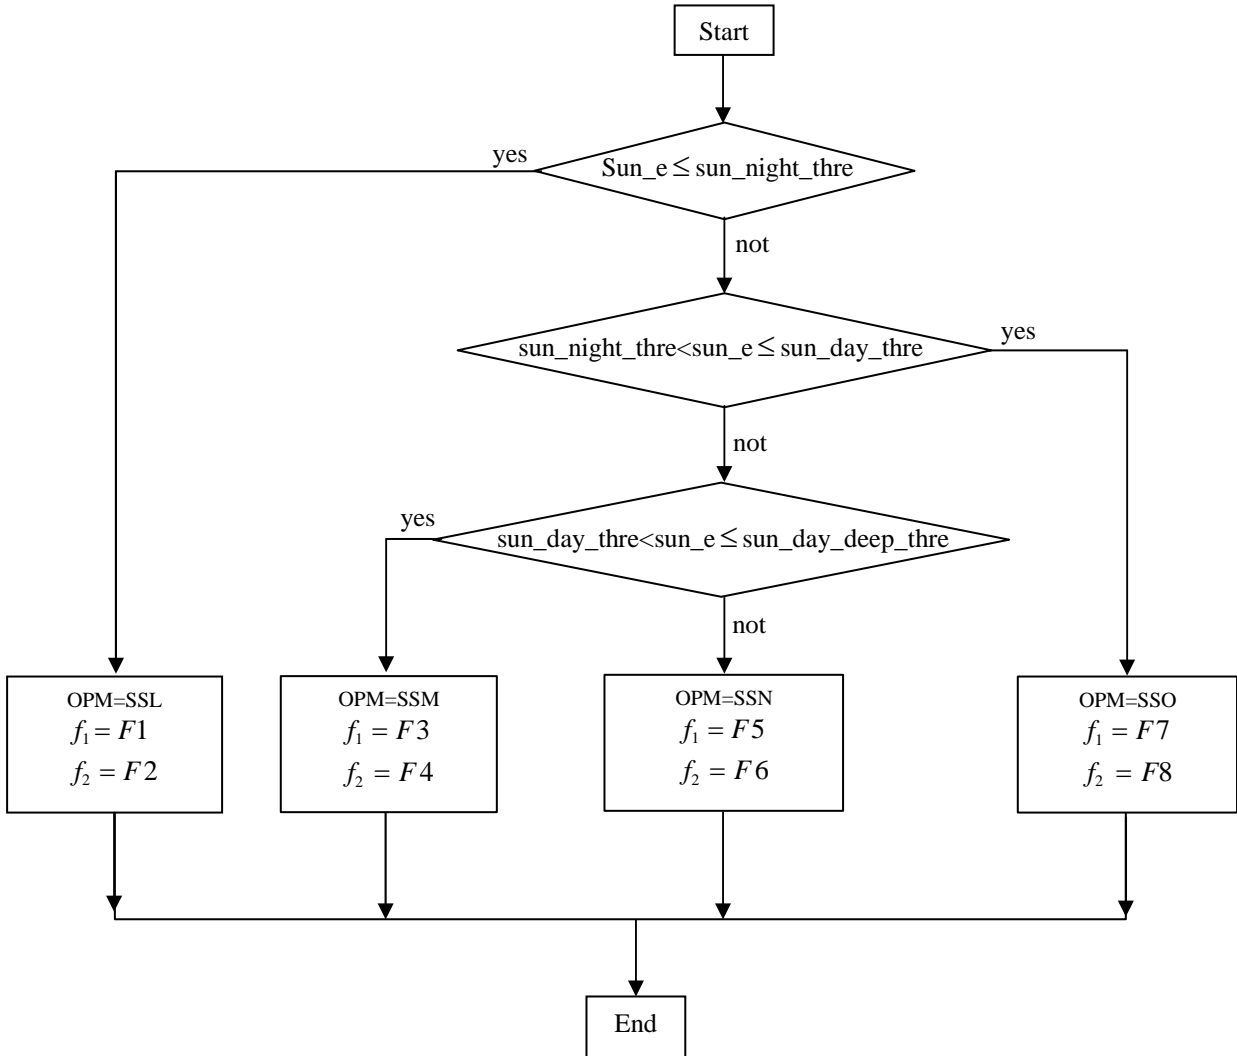 Start
yes
Sun_e ≤ sun_night_thre
not
sun_night_thre<sun_e ≤ sun_day_thre
yes
not
yes
sun_day_thre<sun_e ≤ sun_day_deep_thre
not
OPM=SSL
f₁ = F1
f₂ = F2
OPM=SSM
f₁ = F3
f₂ = F4
OPM=SSN
f₁ = F5
f₂ = F6
OPM=SSO
f₁ = F7
f₂ = F8
End